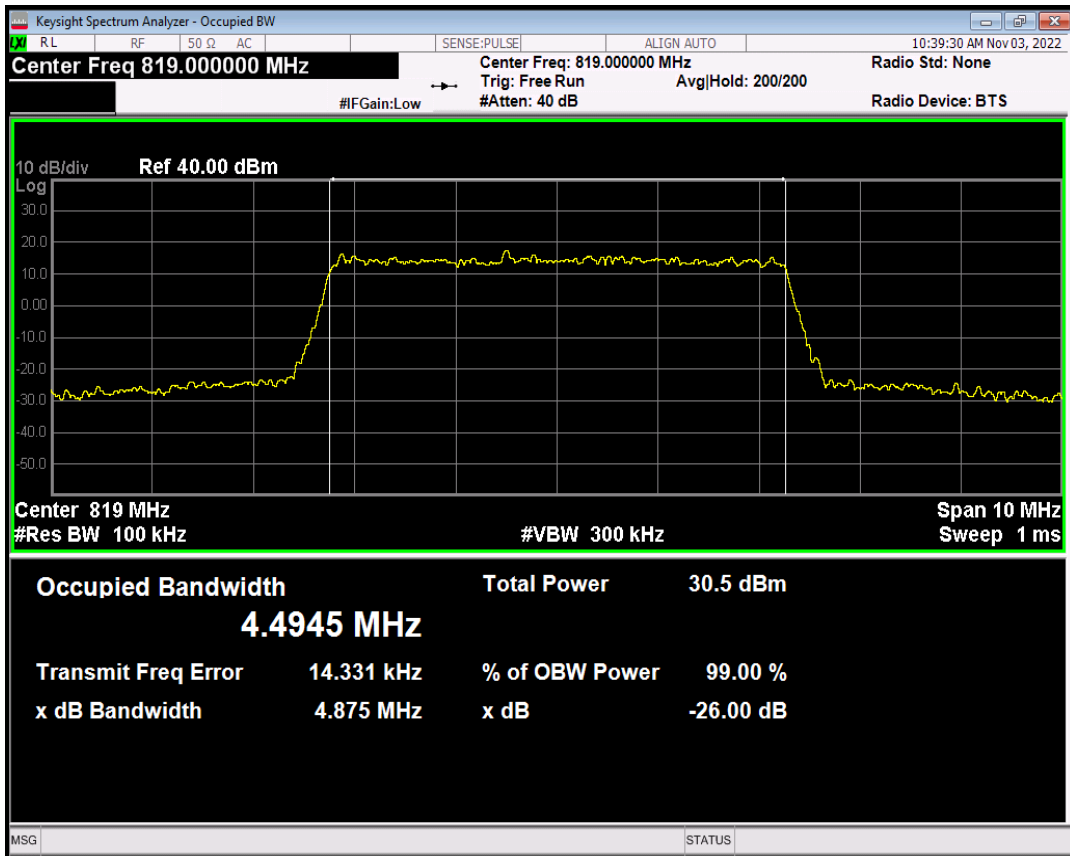 Keysight Spectrum Analyzer - Occupied BW
LXI RL RF 50 Ω AC SENSE:PULSE ALIGN AUTO 10:39:30 AM Nov 03, 2022
Center Freq 819.000000 MHz Center Freq: 819.000000 MHz Radio Std: None
Trig: Free Run Avg|Hold: 200/200
#IFGain:Low #Atten: 40 dB Radio Device: BTS
10 dB/div Ref 40.00 dBm
Log
30.0
20.0
10.0
0.00
-10.0
-20.0
-30.0
-40.0
-50.0
Center 819 MHz Span 10 MHz
#Res BW 100 kHz #VBW 300 kHz Sweep 1 ms
Occupied Bandwidth Total Power 30.5 dBm
4.4945 MHz
Transmit Freq Error 14.331 kHz % of OBW Power 99.00 %
x dB Bandwidth 4.875 MHz x dB -26.00 dB
MSG STATUS